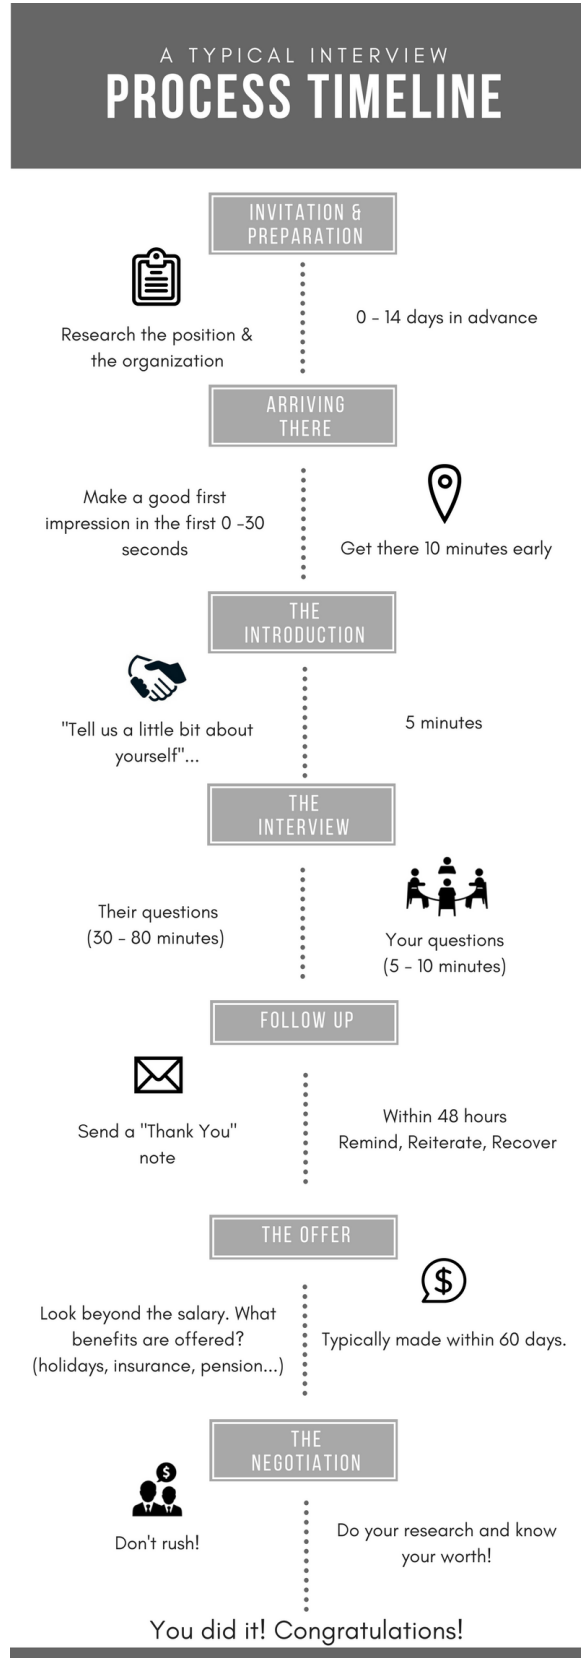 A TYPICAL INTERVIEW
PROCESS TIMELINE
INVITATION &
PREPARATION
Research the position &
the organization
0 - 14 days in advance
ARRIVING
THERE
Make a good first
impression in the first 0 -30
seconds
Get there 10 minutes early
THE
INTRODUCTION
"Tell us a little bit about
yourself"...
5 minutes
THE
INTERVIEW
Their questions
(30 - 80 minutes)
Your questions
(5 - 10 minutes)
FOLLOW UP
Send a "Thank You"
note
Within 48 hours
Remind, Reiterate, Recover
THE OFFER
Look beyond the salary. What
benefits are offered?
(holidays, insurance, pension...)
$
Typically made within 60 days.
THE
NEGOTIATION
$
Don't rush!
Do your research and know
your worth!
You did it! Congratulations!